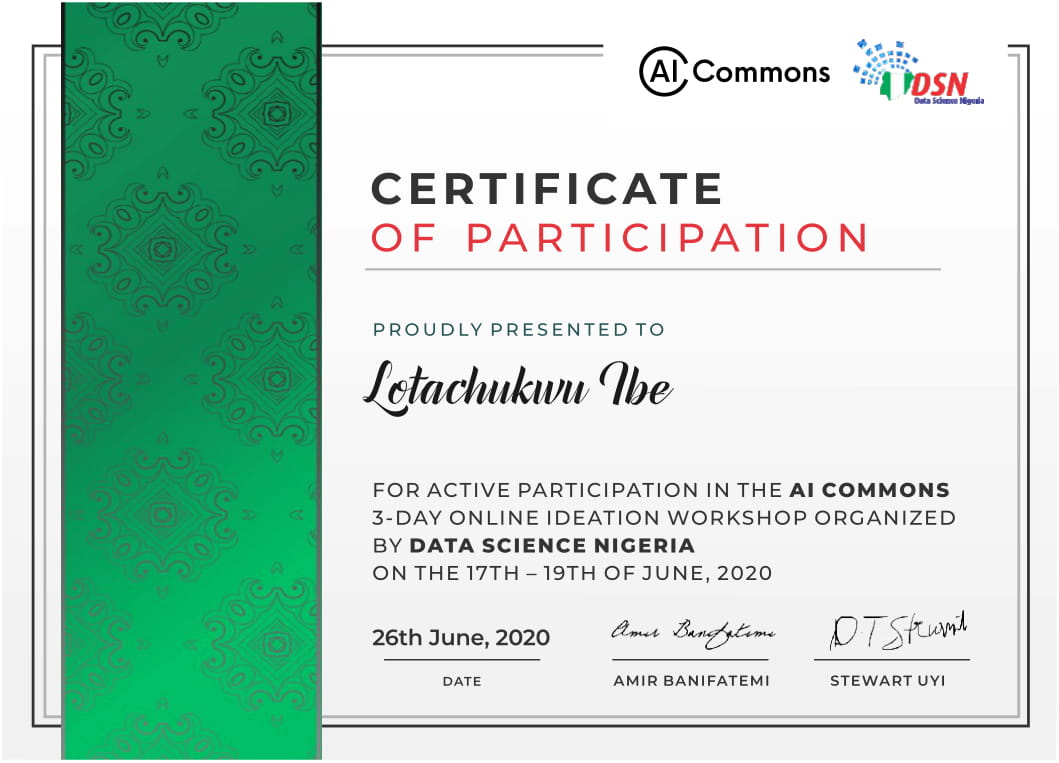 AI Commons
DSN
Data Science Nigeria
CERTIFICATE
OF PARTICIPATION
PROUDLY PRESENTED TO
Lotachukwu Ibe
FOR ACTIVE PARTICIPATION IN THE AI COMMONS
3-DAY ONLINE IDEATION WORKSHOP ORGANIZED
BY DATA SCIENCE NIGERIA
ON THE 17TH – 19TH OF JUNE, 2020
26th June, 2020
Amir Banifatemi
D.T Stewart
DATE
AMIR BANIFATEMI
STEWART UYI